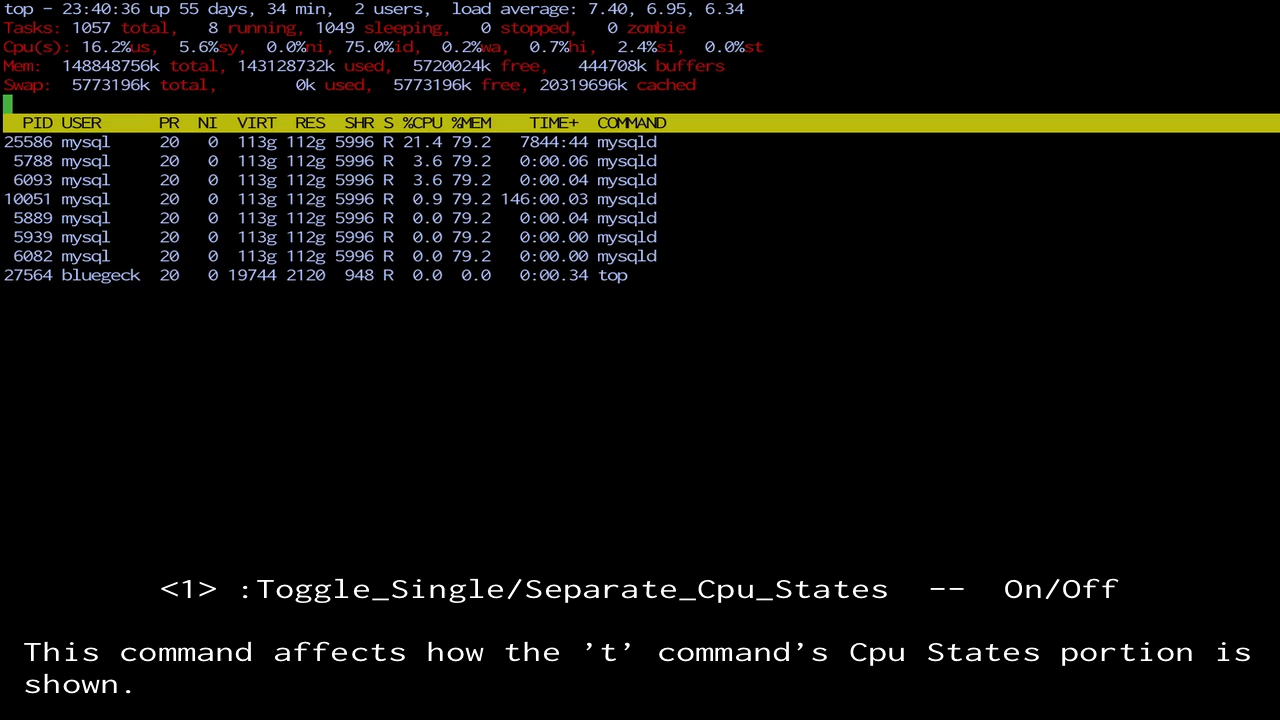 top - 23:40:36 up 55 days, 34 min,  2 users,  load average: 7.40, 6.95, 6.34
Tasks: 1057 total,   8 running, 1049 sleeping,   0 stopped,   0 zombie
Cpu(s): 16.2%us,  5.6%sy,  0.0%ni, 75.0%id,  0.2%wa,  0.7%hi,  2.4%si,  0.0%st
Mem:  148848756k total, 143128732k used,  5720024k free,   444708k buffers
Swap:  5773196k total,        0k used,  5773196k free, 20319696k cached
  PID USER      PR  NI  VIRT  RES  SHR S %CPU %MEM    TIME+  COMMAND
25586 mysql     20   0  113g 112g 5996 R 21.4 79.2   7844:44 mysqld
 5788 mysql     20   0  113g 112g 5996 R  3.6 79.2   0:00.06 mysqld
 6093 mysql     20   0  113g 112g 5996 R  3.6 79.2   0:00.04 mysqld
10051 mysql     20   0  113g 112g 5996 R  0.9 79.2 146:00.03 mysqld
 5889 mysql     20   0  113g 112g 5996 R  0.0 79.2   0:00.04 mysqld
 5939 mysql     20   0  113g 112g 5996 R  0.0 79.2   0:00.00 mysqld
 6082 mysql     20   0  113g 112g 5996 R  0.0 79.2   0:00.00 mysqld
27564 bluegeck  20   0 19744 2120  948 R  0.0  0.0   0:00.34 top
<1> :Toggle_Single/Separate_Cpu_States  --  On/Off
This command affects how the ’t’ command’s Cpu States portion is
shown.